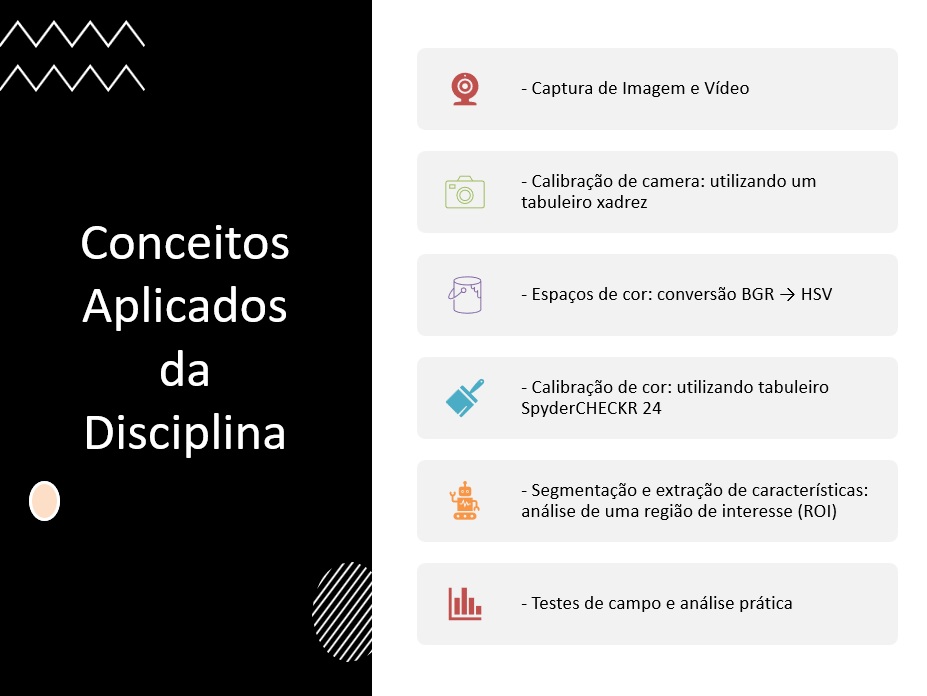 Conceitos
Aplicados
da
Disciplina
- Captura de Imagem e Vídeo
- Calibração de camera: utilizando um
tabuleiro xadrez
- Espaços de cor: conversão BGR → HSV
- Calibração de cor: utilizando tabuleiro
SpyderCHECKR 24
- Segmentação e extração de características:
análise de uma região de interesse (ROI)
- Testes de campo e análise prática